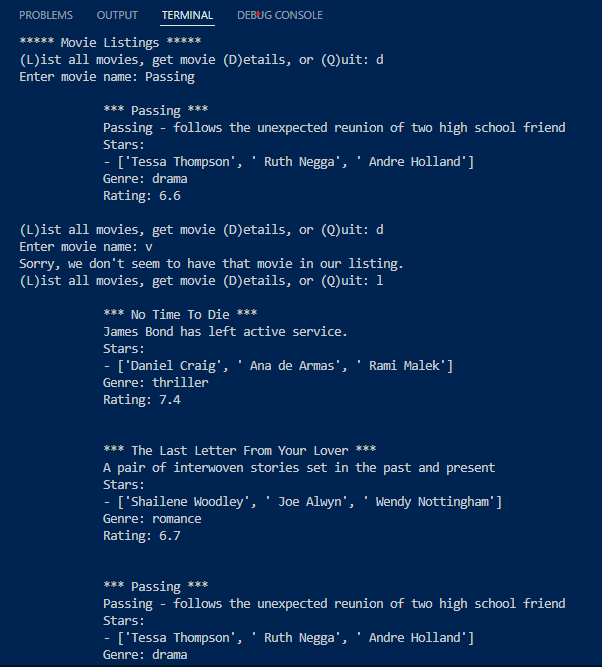 PROBLEMS OUTPUT TERMINAL DEBUG CONSOLE
***** Movie Listings *****
(L)ist all movies, get movie (D)etails, or (Q)uit: d
Enter movie name: Passing
*** Passing ***
Passing - follows the unexpected reunion of two high school friend
Stars:
- ['Tessa Thompson', ' Ruth Negga', ' Andre Holland']
Genre: drama
Rating: 6.6
(L)ist all movies, get movie (D)etails, or (Q)uit: d
Enter movie name: v
Sorry, we don't seem to have that movie in our listing.
(L)ist all movies, get movie (D)etails, or (Q)uit: l
*** No Time To Die ***
James Bond has left active service.
Stars:
- ['Daniel Craig', ' Ana de Armas', ' Rami Malek']
Genre: thriller
Rating: 7.4
*** The Last Letter From Your Lover ***
A pair of interwoven stories set in the past and present
Stars:
- ['Shailene Woodley', ' Joe Alwyn', ' Wendy Nottingham']
Genre: romance
Rating: 6.7
*** Passing ***
Passing - follows the unexpected reunion of two high school friend
Stars:
- ['Tessa Thompson', ' Ruth Negga', ' Andre Holland']
Genre: drama